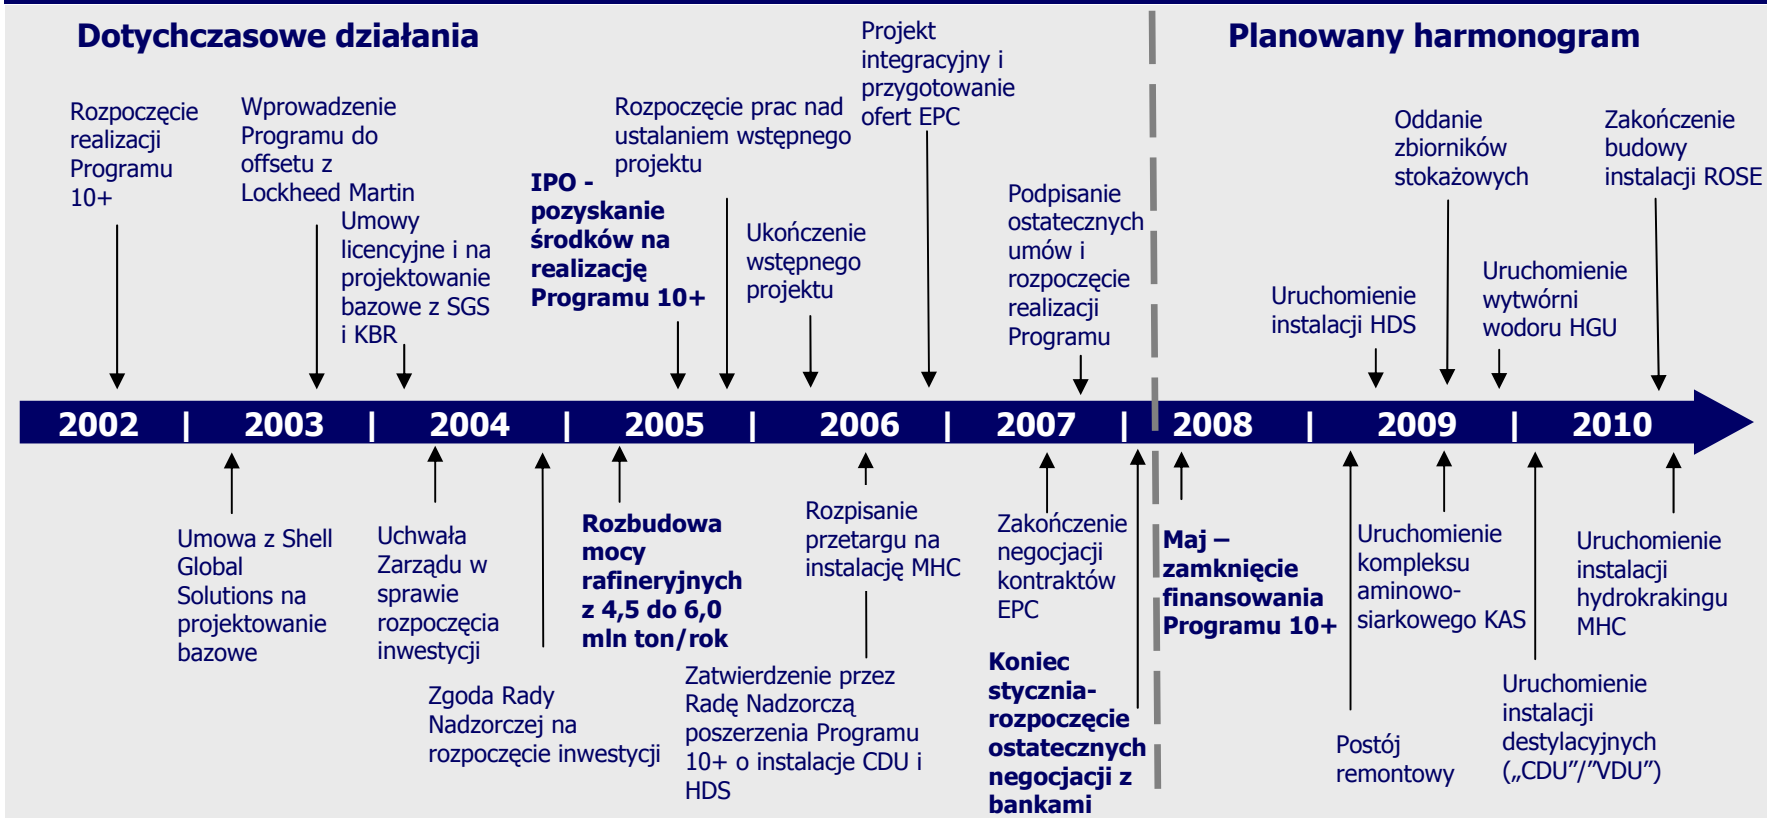 Dotychczasowe działania
Planowany harmonogram
Rozpoczęcie
realizacji
Programu
10+
Wprowadzenie
Programu do
offsetu z
Lockheed Martin
Umowy
licencyjne i na
projektowanie
bazowe z SGS
i KBR
IPO -
pozyskanie
środków na
realizację
Programu 10+
Rozpoczęcie prac nad
ustalaniem wstępnego
projektu
Ukończenie
wstępnego
projektu
Projekt
integracyjny i
przygotowanie
ofert EPC
Podpisanie
ostatecznych
umów i
rozpoczęcie
realizacji
Programu
Uruchomienie
instalacji HDS
Oddanie
zbiorników
stokażowych
Uruchomienie
wytwórni
wodoru HGU
Zakończenie
budowy
instalacji ROSE
2002 | 2003 | 2004 | 2005 | 2006 | 2007 | 2008 | 2009 | 2010
Umowa z Shell
Global
Solutions na
projektowanie
bazowe
Uchwała
Zarządu w
sprawie
rozpoczęcia
inwestycji
Zgoda Rady
Nadzorczej na
rozpoczęcie inwestycji
Rozbudowa
mocy
rafineryjnych
z 4,5 do 6,0
mln ton/rok
Rozpisanie
przetargu na
instalację MHC
Zatwierdzenie przez
Radę Nadzorczą
poszerzenia Programu
10+ o instalacje CDU i
HDS
Zakończenie
negocjacji
kontraktów
EPC
Koniec
stycznia-
rozpoczęcie
ostatecznych
negocjacji z
bankami
Maj –
zamknięcie
finansowania
Programu 10+
Postój
remontowy
Uruchomienie
kompleksu
aminowo-
siarkowego KAS
Uruchomienie
instalacji
destylacyjnych
(„CDU”/”VDU”)
Uruchomienie
instalacji
hydrokrakingu
MHC